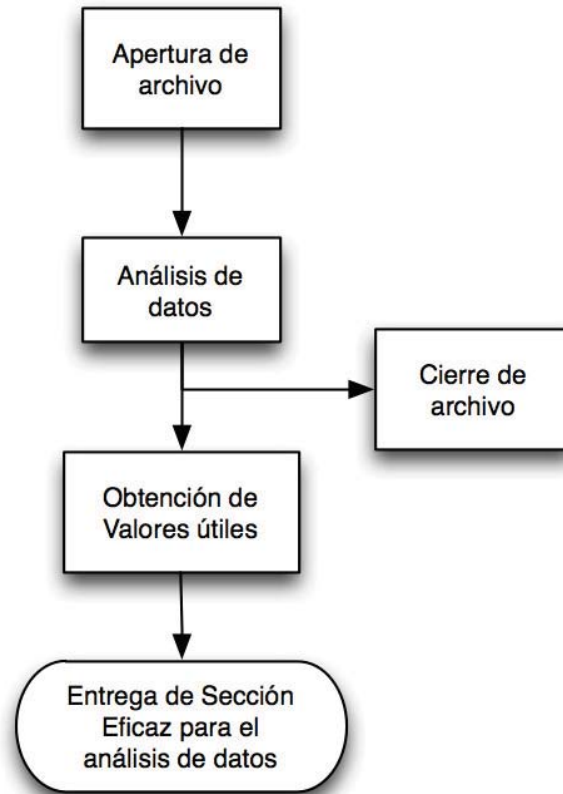 Apertura de
archivo
Análisis de
datos
Cierre de
archivo
Obtención de
Valores útiles
Entrega de Sección
Eficaz para el
análisis de datos